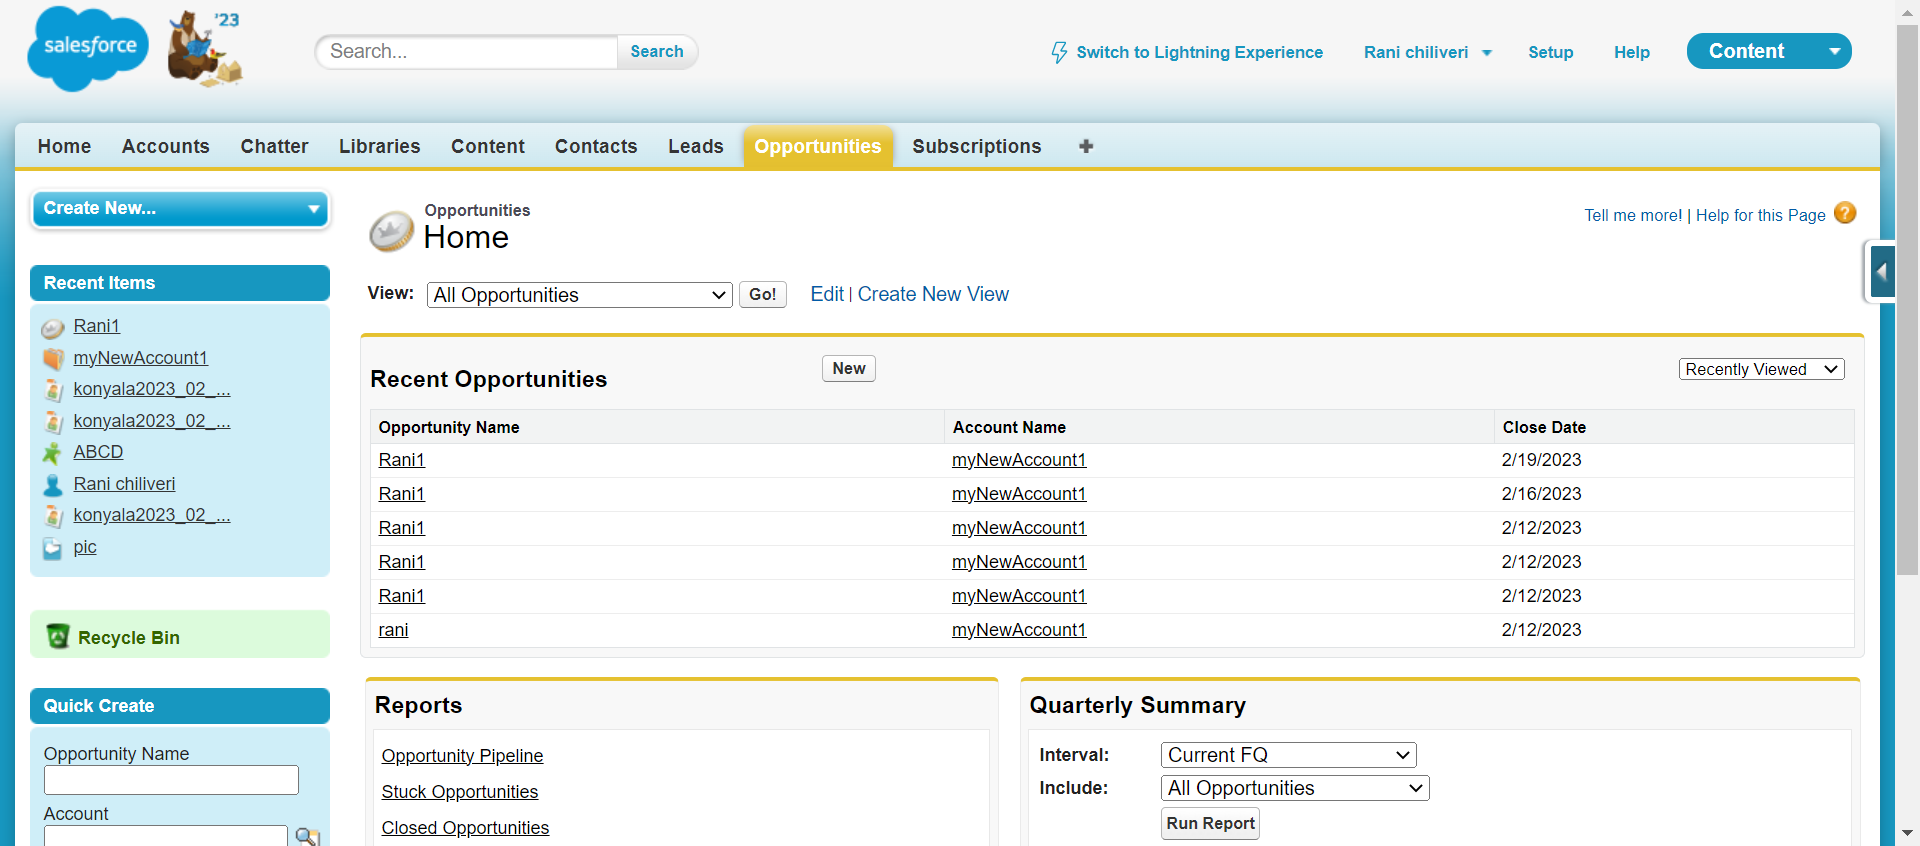 salesforce
'23
Search...
Search
Switch to Lightning Experience
Rani chiliveri
Setup
Help
Content
Home
Accounts
Chatter
Libraries
Content
Contacts
Leads
Opportunities
Subscriptions
+
Create New...
Recent Items
Rani1
myNewAccount1
konyala2023_02_...
konyala2023_02_...
ABCD
Rani chiliveri
konyala2023_02_...
pic
Recycle Bin
Quick Create
Opportunity Name
Account
Opportunities
Home
Tell me more! | Help for this Page ?
View: All Opportunities Go! Edit | Create New View
Recent Opportunities
New
Recently Viewed
Opportunity Name Account Name Close Date
Rani1 myNewAccount1 2/19/2023
Rani1 myNewAccount1 2/16/2023
Rani1 myNewAccount1 2/12/2023
Rani1 myNewAccount1 2/12/2023
Rani1 myNewAccount1 2/12/2023
rani myNewAccount1 2/12/2023
Reports
Opportunity Pipeline
Stuck Opportunities
Closed Opportunities
Quarterly Summary
Interval: Current FQ
Include: All Opportunities
Run Report